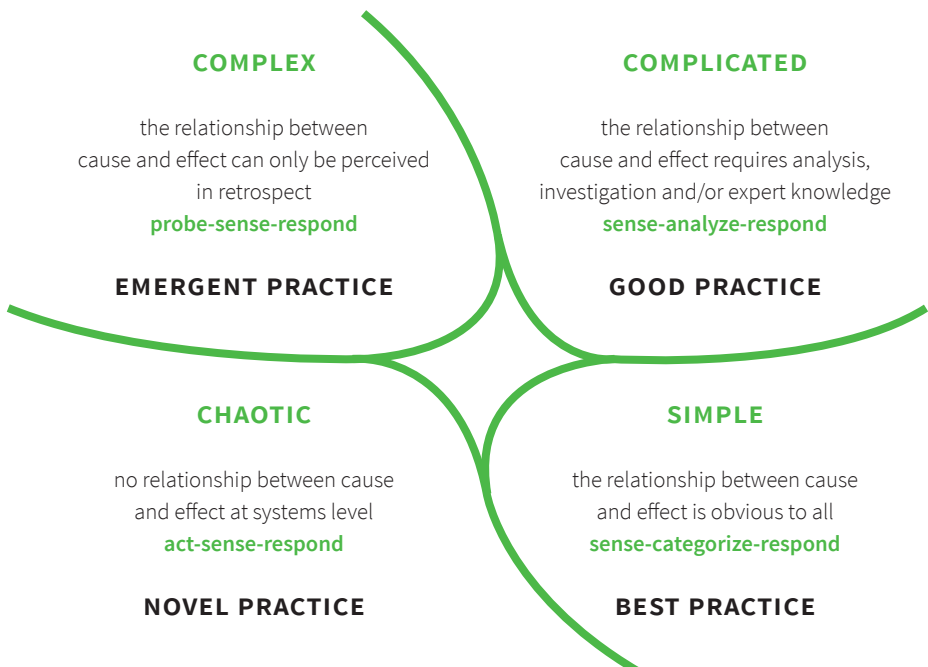 COMPLEX
the relationship between
cause and effect can only be perceived
in retrospect
probe-sense-respond
EMERGENT PRACTICE
COMPLICATED
the relationship between
cause and effect requires analysis,
investigation and/or expert knowledge
sense-analyze-respond
GOOD PRACTICE
CHAOTIC
no relationship between cause
and effect at systems level
act-sense-respond
NOVEL PRACTICE
SIMPLE
the relationship between cause
and effect is obvious to all
sense-categorize-respond
BEST PRACTICE